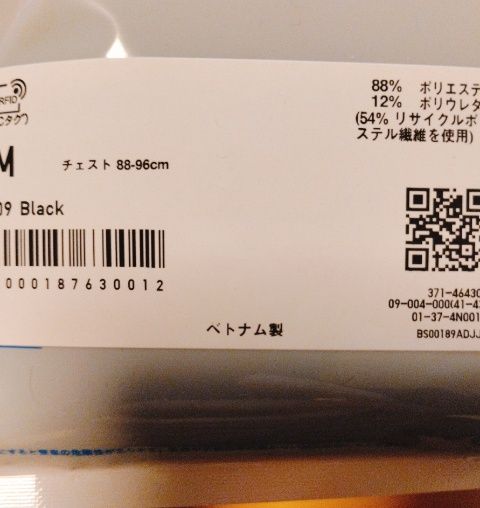 RFID
88% ポリエステ
12% ポリウレタ
(54% リサイクルポ
ステル繊維を使用)
M
チェスト 88-96cm
09 Black
000187630012
371-46430
09-004-000(41-4
01-37-4N001
BS00189ADJJ
ベトナム製